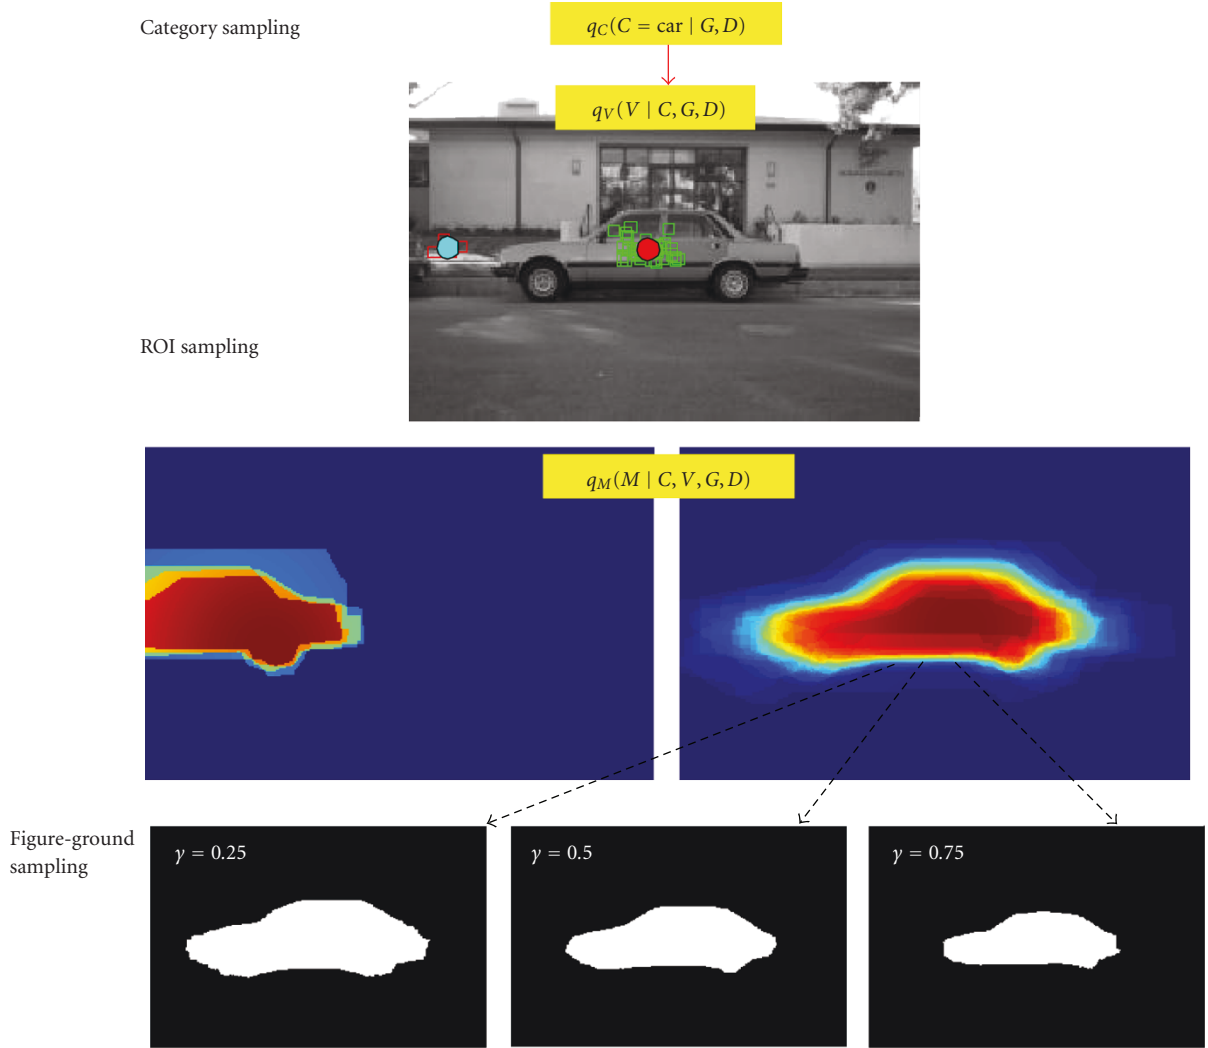 Category sampling
q_C(C = car | G, D)
q_V(V | C, G, D)
ROI sampling
q_M(M | C, V, G, D)
Figure-ground
sampling
γ = 0.25
γ = 0.5
γ = 0.75